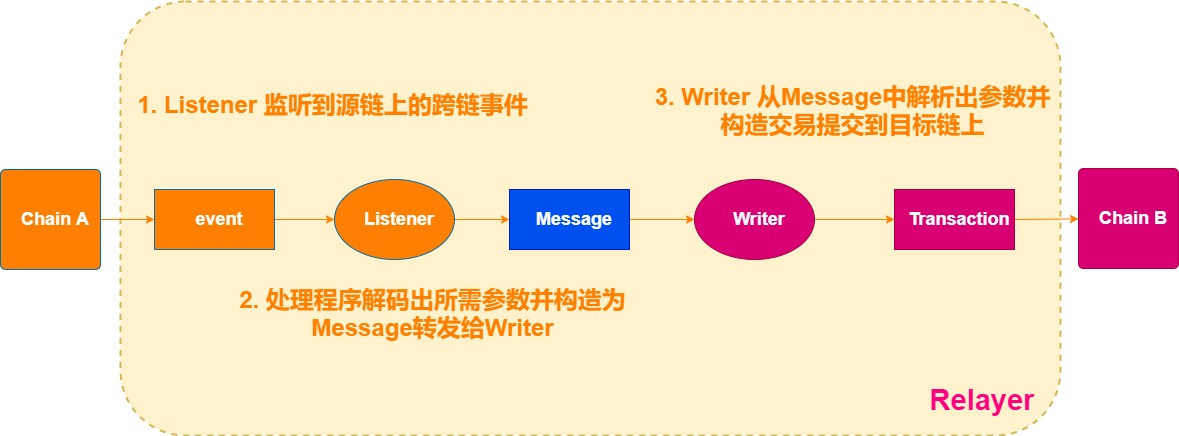 1. Listener 监听到源链上的跨链事件
3. Writer 从Message中解析出参数并
构造交易提交到目标链上
Chain A
event
Listener
Message
Writer
Transaction
Chain B
2. 处理程序解码出所需参数并构造为
Message转发给Writer
Relayer